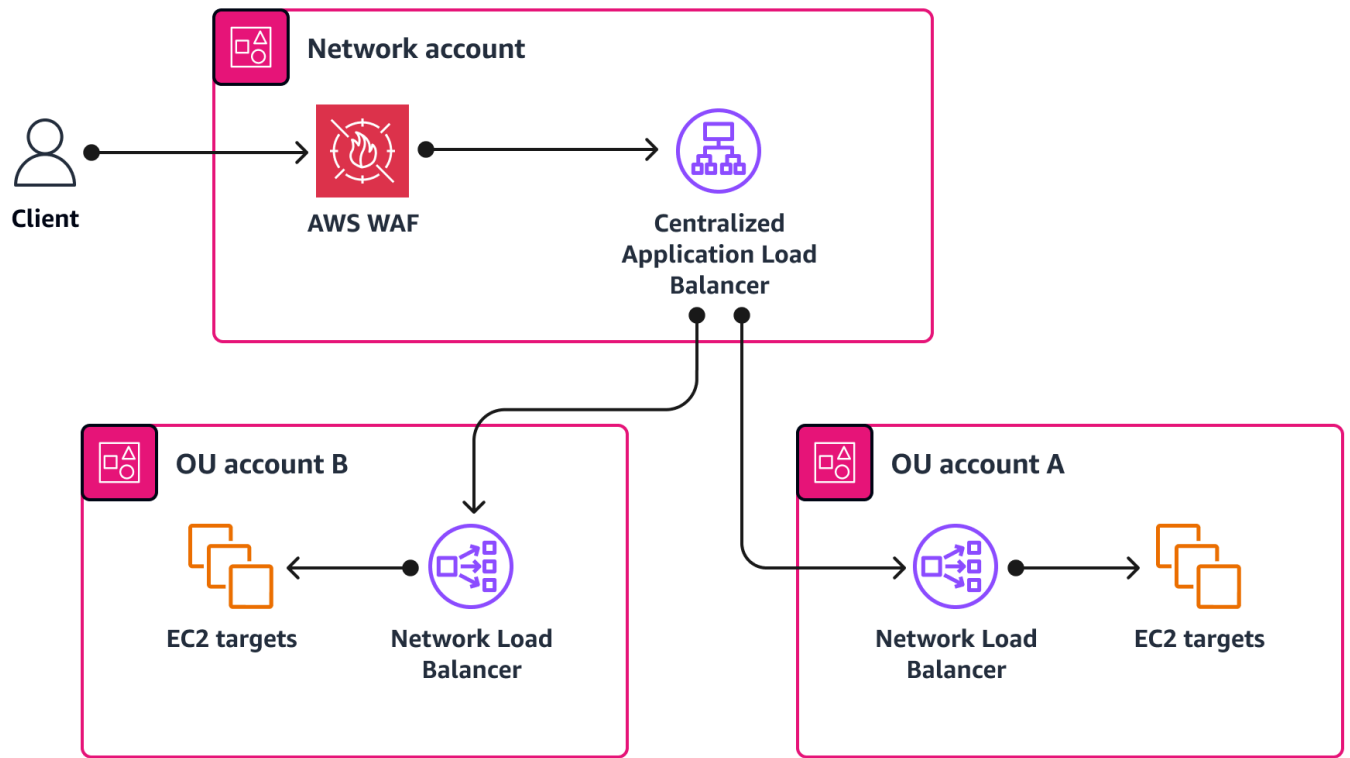 Network account
Client
AWS WAF
Centralized
Application Load
Balancer
OU account B
EC2 targets
Network Load
Balancer
OU account A
Network Load
Balancer
EC2 targets